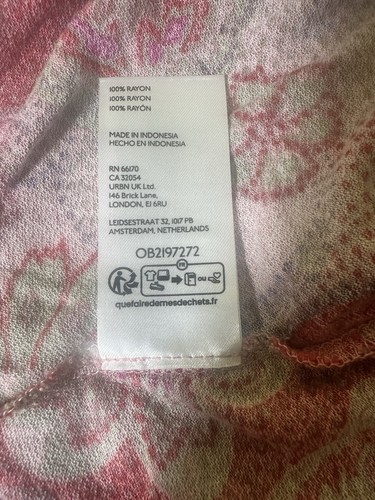 100% RAYON
100% RAYON
100% RAYÓN
MADE IN INDONESIA
HECHO EN INDONESIA
RN 66170
CA 32054
URBN UK Ltd.
146 Brick Lane,
LONDON, E1 6RU
LEIDSESTRAAT 32, 1017 PB
AMSTERDAM, NETHERLANDS
OB2197272
FR
OU
quefairedemesdechets.fr